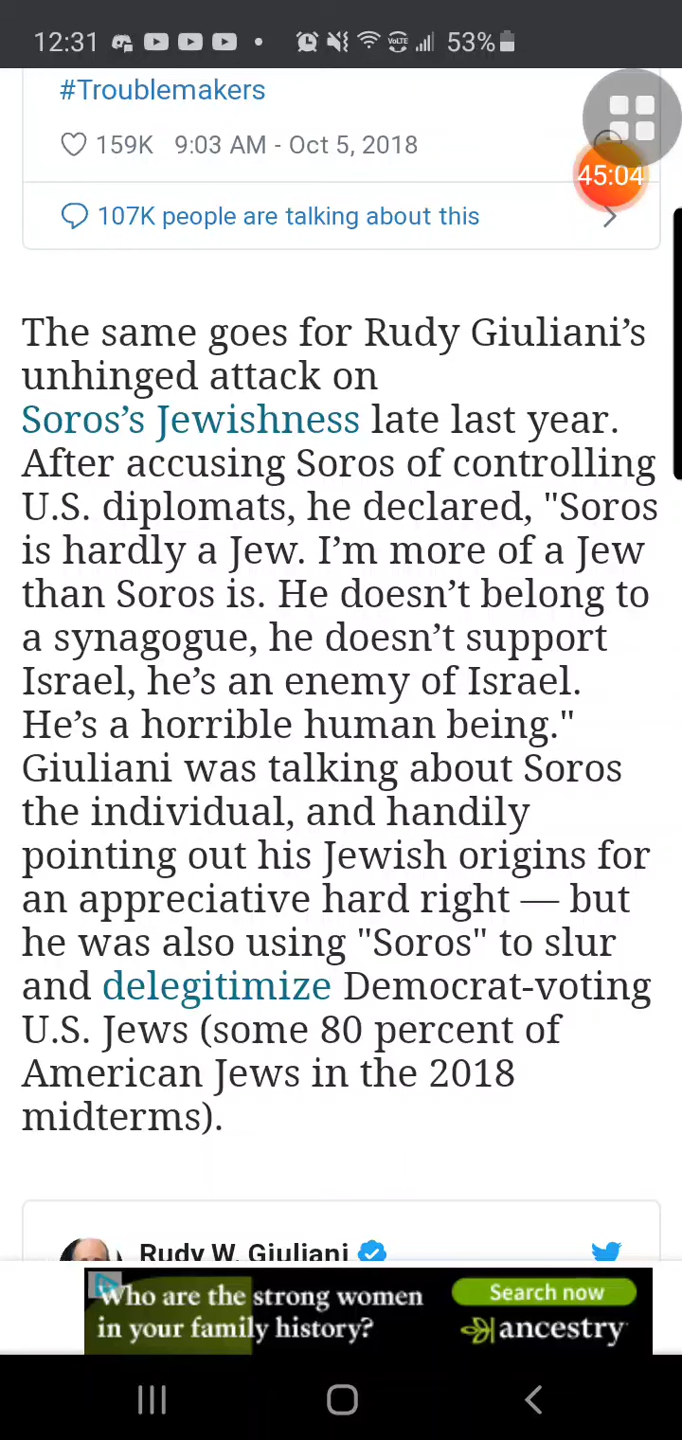 12:31 53%
#Troublemakers
159K 9:03 AM - Oct 5, 2018
45:04
107K people are talking about this
The same goes for Rudy Giuliani’s
unhinged attack on
Soros’s Jewishness late last year.
After accusing Soros of controlling
U.S. diplomats, he declared, "Soros
is hardly a Jew. I’m more of a Jew
than Soros is. He doesn’t belong to
a synagogue, he doesn’t support
Israel, he’s an enemy of Israel.
He’s a horrible human being."
Giuliani was talking about Soros
the individual, and handily
pointing out his Jewish origins for
an appreciative hard right — but
he was also using "Soros" to slur
and delegitimize Democrat-voting
U.S. Jews (some 80 percent of
American Jews in the 2018
midterms).
Rudy W. Giuliani
Who are the strong women
in your family history?
Search now
ancestry